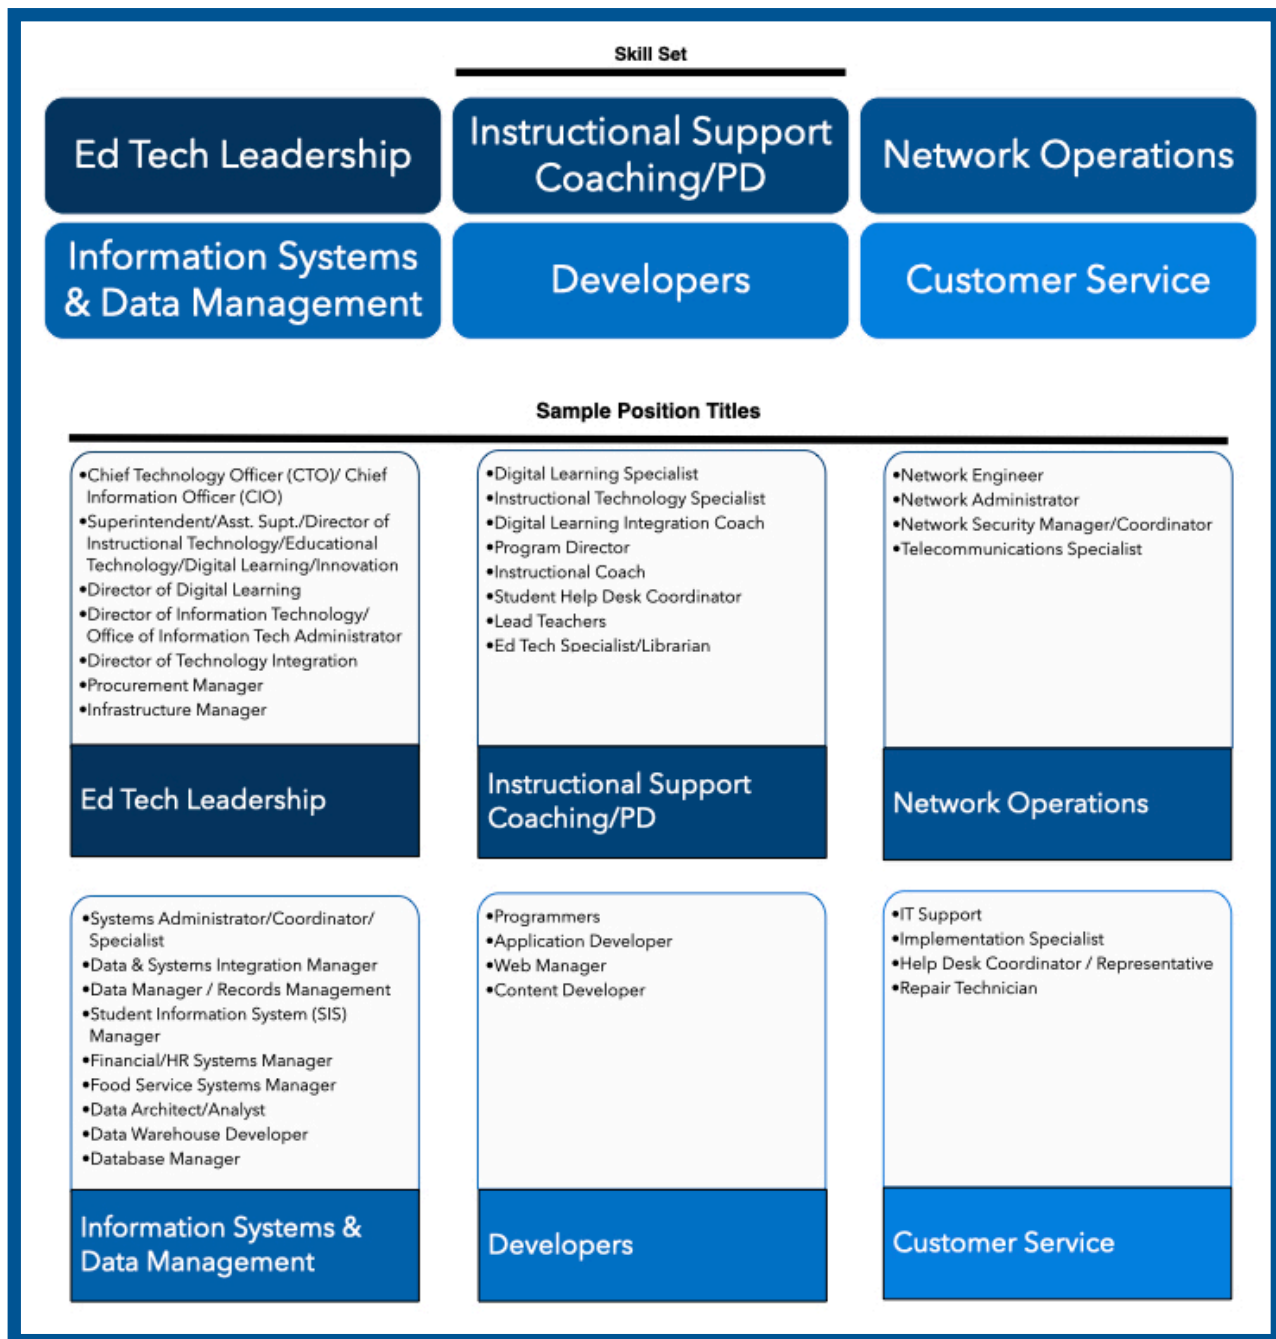 Skill Set
Ed Tech Leadership
Instructional Support
Coaching/PD
Network Operations
Information Systems
& Data Management
Developers
Customer Service
Sample Position Titles
•Chief Technology Officer (CTO)/ Chief
Information Officer (CIO)
•Superintendent/Asst. Supt./Director of
Instructional Technology/Educational
Technology/Digital Learning/Innovation
•Director of Digital Learning
•Director of Information Technology/
Office of Information Tech Administrator
•Director of Technology Integration
•Procurement Manager
•Infrastructure Manager
Ed Tech Leadership
•Digital Learning Specialist
•Instructional Technology Specialist
•Digital Learning Integration Coach
•Program Director
•Instructional Coach
•Student Help Desk Coordinator
•Lead Teachers
•Ed Tech Specialist/Librarian
Instructional Support
Coaching/PD
•Network Engineer
•Network Administrator
•Network Security Manager/Coordinator
•Telecommunications Specialist
Network Operations
•Systems Administrator/Coordinator/
Specialist
•Data & Systems Integration Manager
•Data Manager / Records Management
•Student Information System (SIS)
Manager
•Financial/HR Systems Manager
•Food Service Systems Manager
•Data Architect/Analyst
•Data Warehouse Developer
•Database Manager
Information Systems &
Data Management
•Programmers
•Application Developer
•Web Manager
•Content Developer
Developers
•IT Support
•Implementation Specialist
•Help Desk Coordinator / Representative
•Repair Technician
Customer Service